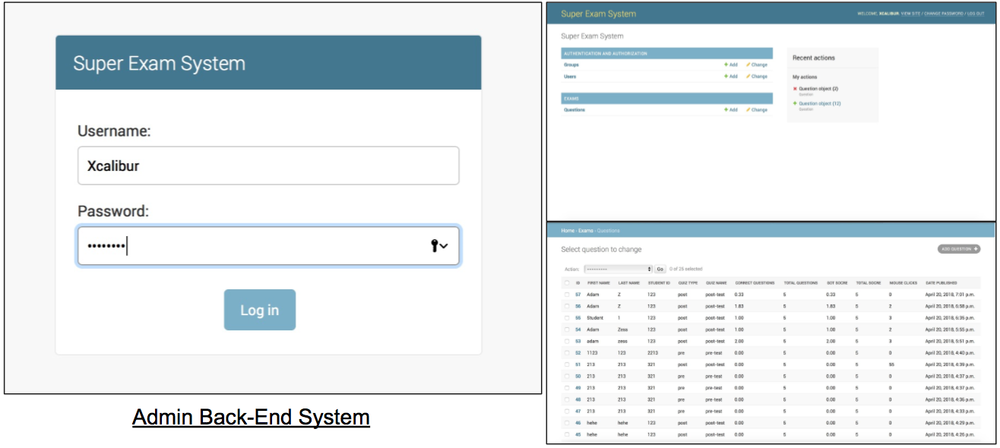 Super Exam System
Username:
Xcalibur
Password:
••••••••
Log in
Admin Back-End System
Super Exam System
WELCOME, XCALIBUR. VIEW SITE / CHANGE PASSWORD / LOG OUT
Super Exam System
AUTHENTICATION AND AUTHORIZATION
Groups + Add Change
Users + Add Change
EXAMS
Questions + Add Change
Recent actions
My actions
Question object (2)
Question
Question object (12)
Question
Home › Exams › Questions
Select question to change
ADD QUESTION +
Action: --------- Go 0 of 25 selected
ID FIRST NAME LAST NAME STUDENT ID QUIZ TYPE QUIZ NAME CORRECT QUESTIONS TOTAL QUESTIONS GOT SOCRE TOTAL SOCRE MOUSE CLICKS DATE PUBLISHED
57 Adam Z 123 post post-test 0.33 5 0.33 5 0 April 20, 2018, 7:01 p.m.
56 Adam Z 123 post post-test 1.83 5 1.83 5 2 April 20, 2018, 6:58 p.m.
55 Student 1 123 post post-test 1.00 5 1.00 5 3 April 20, 2018, 6:35 p.m.
54 Adam Zess 123 post post-test 1.00 5 1.00 5 2 April 20, 2018, 5:55 p.m.
53 adam zess 123 post post-test 2.00 5 2.00 5 3 April 20, 2018, 5:51 p.m.
52 1123 123 2213 pre pre-test 0.00 5 0.00 5 0 April 20, 2018, 4:40 p.m.
51 213 213 321 post post-test 0.00 5 0.00 5 55 April 20, 2018, 4:39 p.m.
50 213 213 321 pre pre-test 0.00 5 0.00 5 0 April 20, 2018, 4:37 p.m.
49 213 213 321 pre pre-test 0.00 5 0.00 5 0 April 20, 2018, 4:37 p.m.
48 213 213 321 pre pre-test 0.00 5 0.00 5 0 April 20, 2018, 4:36 p.m.
47 213 213 321 pre pre-test 0.00 5 0.00 5 0 April 20, 2018, 4:33 p.m.
46 hehe hehe 123 post post-test 0.00 5 0.00 5 0 April 20, 2018, 4:29 p.m.
45 hehe hehe 123 post post-test 0.00 5 0.00 5 0 April 20, 2018, 4:26 p.m.